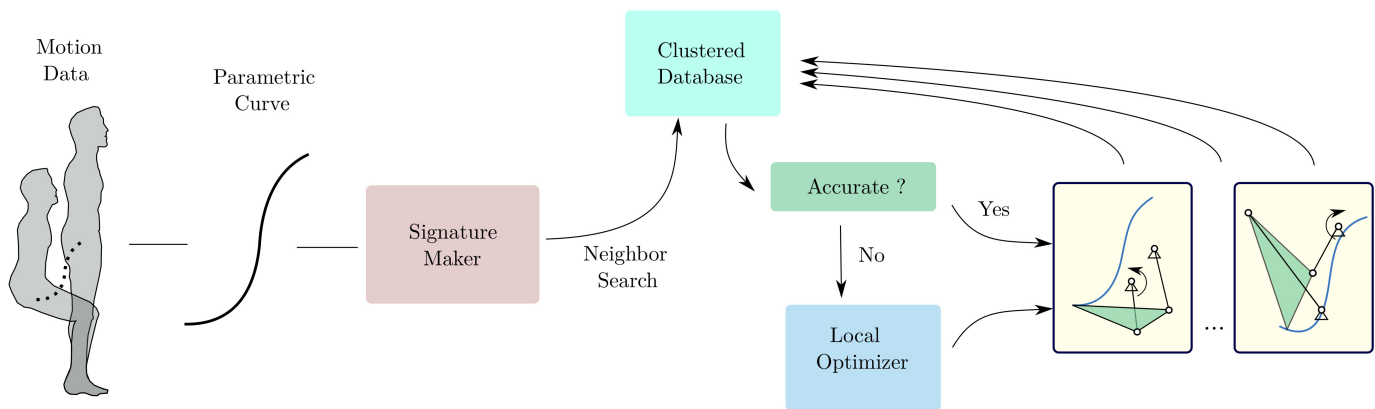 Motion
Data
Parametric
Curve
Signature
Maker
Neighbor
Search
Clustered
Database
Accurate ?
Yes
No
Local
Optimizer
...